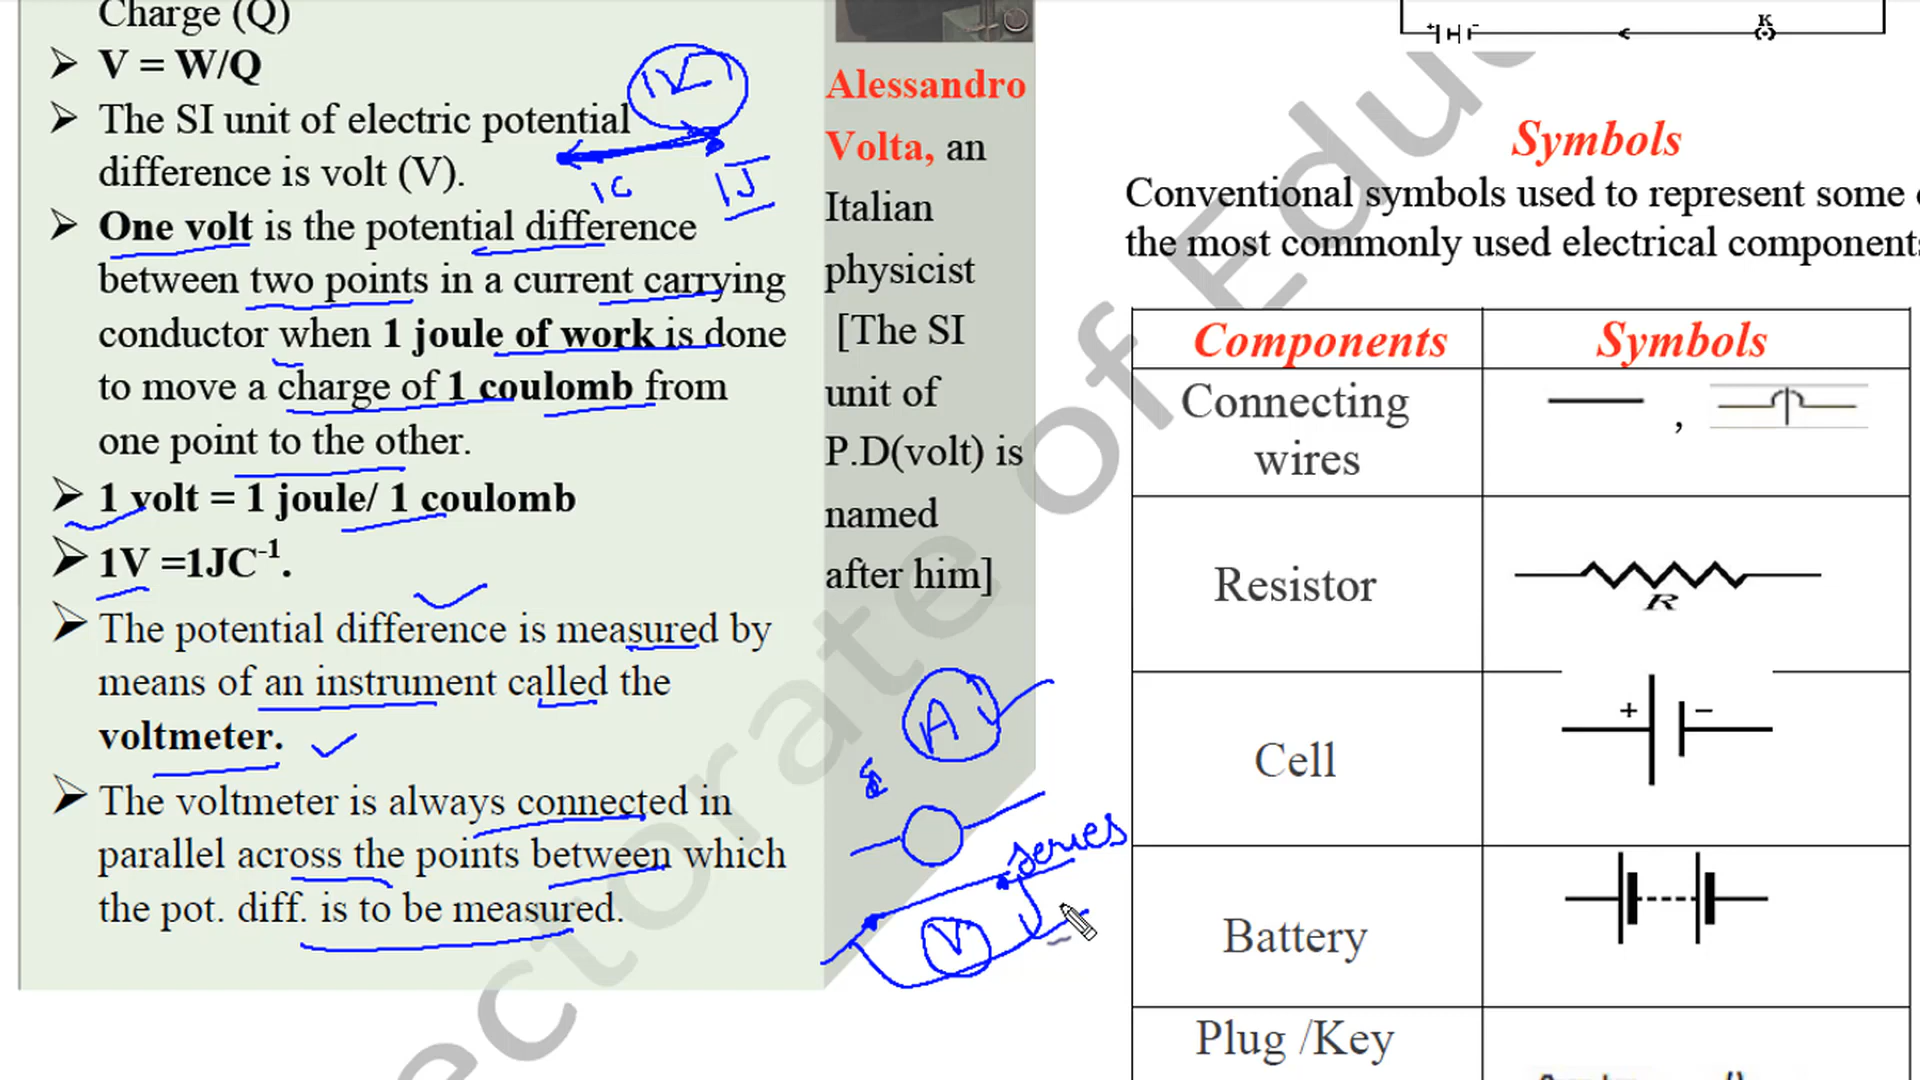 Charge (Q)
➢ V = W/Q
➢ The SI unit of electric potential
difference is volt (V).
➢ One volt is the potential difference
between two points in a current carrying
conductor when 1 joule of work is done
to move a charge of 1 coulomb from
one point to the other.
➢ 1 volt = 1 joule/ 1 coulomb
➢ 1V =1JC⁻¹.
➢ The potential difference is measured by
means of an instrument called the
voltmeter.
➢ The voltmeter is always connected in
parallel across the points between which
the pot. diff. is to be measured.
1V
1C
1J
Alessandro
Volta, an
Italian
physicist
[The SI
unit of
P.D(volt) is
named
after him]
A
series
V
+ -
K
Symbols
Conventional symbols used to represent some
the most commonly used electrical components
Components Symbols
Connecting
wires
,
Resistor
R
Cell
+ -
Battery
Plug /Key
ectorate of Edu